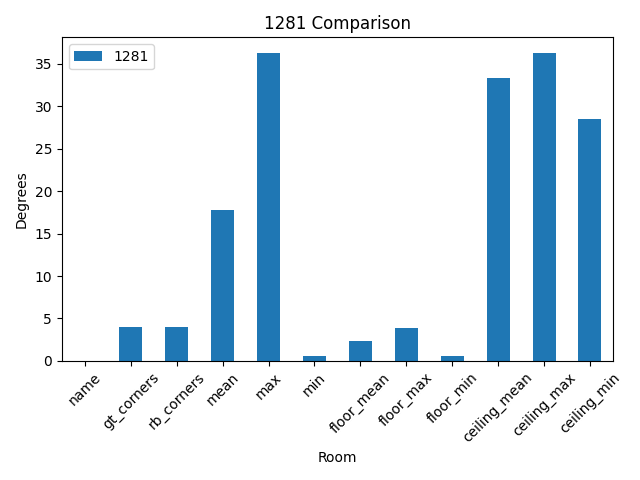 1281 Comparison
1281
Degrees
35
30
25
20
15
10
5
0
name
gt_corners
rb_corners
mean
max
min
floor_mean
floor_max
floor_min
ceiling_mean
ceiling_max
ceiling_min
Room